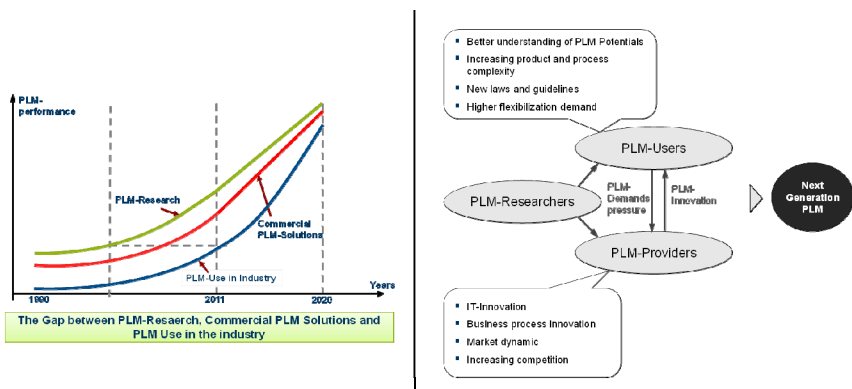 PLM-
performance
PLM-Research
Commercial
PLM-Solutions
PLM-Use in Industry
Years
1990
2011
2020
The Gap between PLM-Resaerch, Commercial PLM Solutions and
PLM Use in the industry
Better understanding of PLM Potentials
Increasing product and process
complexity
New laws and guidelines
Higher flexibilization demand
PLM-Users
PLM-Researchers
PLM-
Demands
pressure
PLM-
Innovation
Next
Generation
PLM
PLM-Providers
IT-Innovation
Business process Innovation
Market dynamic
Increasing competition